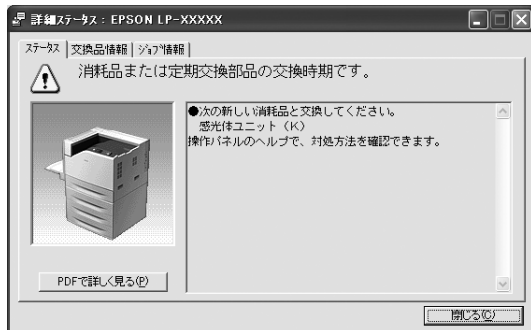 詳細ステータス : EPSON LP-XXXXX
ステータス 交換品情報 ジョブ情報
消耗品または定期交換部品の交換時期です。
●次の新しい消耗品と交換してください。
感光体ユニット（K）
操作パネルのヘルプで、対処方法を確認できます。
PDFで詳しく見る(P)
閉じる(C)